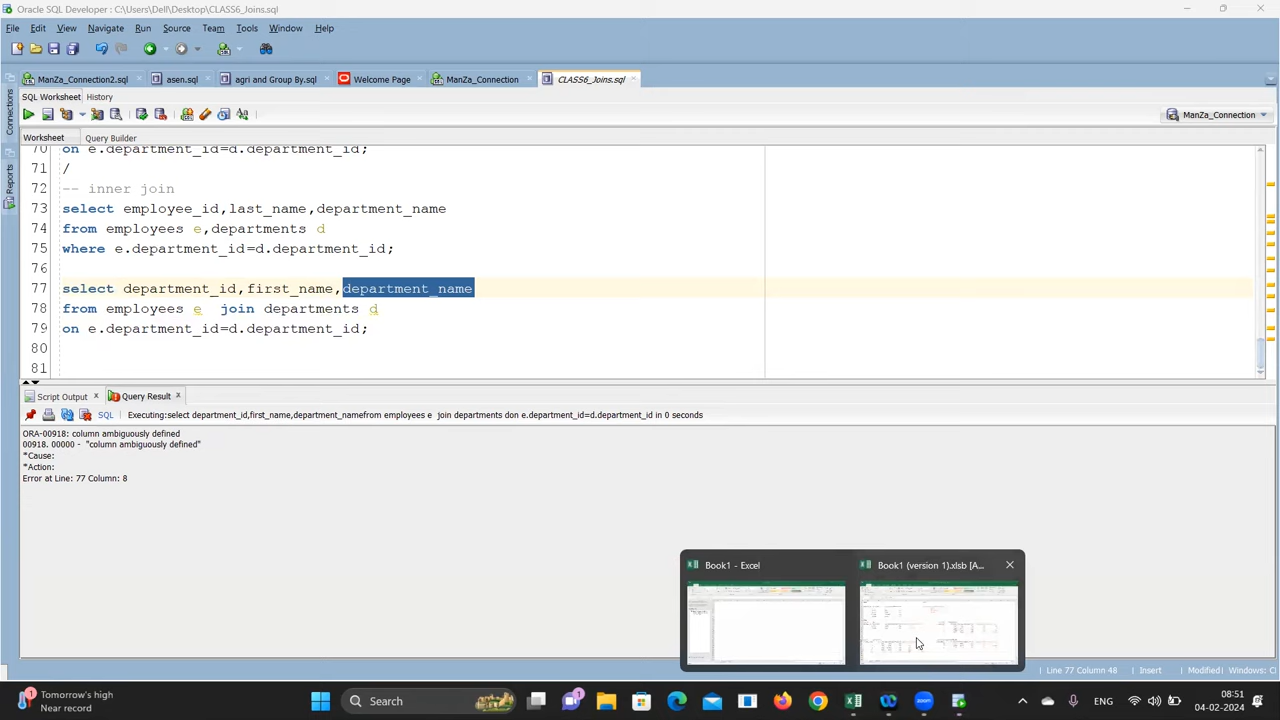 Oracle SQL Developer : C:\Users\Dell\Desktop\CLASS6_Joins.sql
File Edit View Navigate Run Source Team Tools Window Help
ManZa_Connection2.sql asen.sql agri and Group By.sql Welcome Page ManZa_Connection CLASS6_Joins.sql
SQL Worksheet History
ManZa_Connection
Worksheet Query Builder
Connections
Reports
70 on e.department_id=d.department_id;
71 /
72 -- inner join
73 select employee_id,last_name,department_name
74 from employees e,departments d
75 where e.department_id=d.department_id;
76
77 select department_id,first_name,department_name
78 from employees e  join departments d
79 on e.department_id=d.department_id;
80
81
Script Output Query Result
SQL Executing:select department_id,first_name,department_namefrom employees e  join departments don e.department_id=d.department_id in 0 seconds
ORA-00918: column ambiguously defined
00918. 00000 - "column ambiguously defined"
*Cause:
*Action:
Error at Line: 77 Column: 8
Book1 - Excel Book1 (version 1).xlsb [A...
Line 77 Column 48 Insert Modified Windows: C
Tomorrow's high
Near record
Search
ENG
08:51
04-02-2024